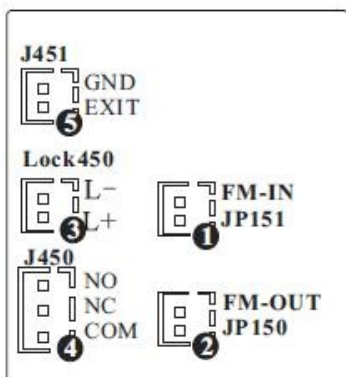 J451
GND
EXIT
5
Lock450
L−
L+
3
J450
NO
NC
COM
4
FM-IN
JP151
1
FM-OUT
JP150
2